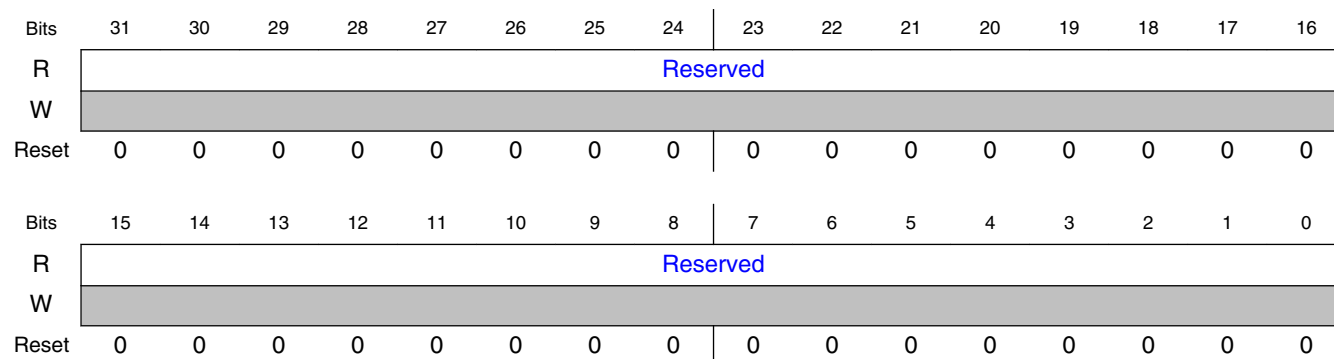 Bits 31 30 29 28 27 26 25 24 23 22 21 20 19 18 17 16
R Reserved
W
Reset 0 0 0 0 0 0 0 0 0 0 0 0 0 0 0 0
Bits 15 14 13 12 11 10 9 8 7 6 5 4 3 2 1 0
R Reserved
W
Reset 0 0 0 0 0 0 0 0 0 0 0 0 0 0 0 0